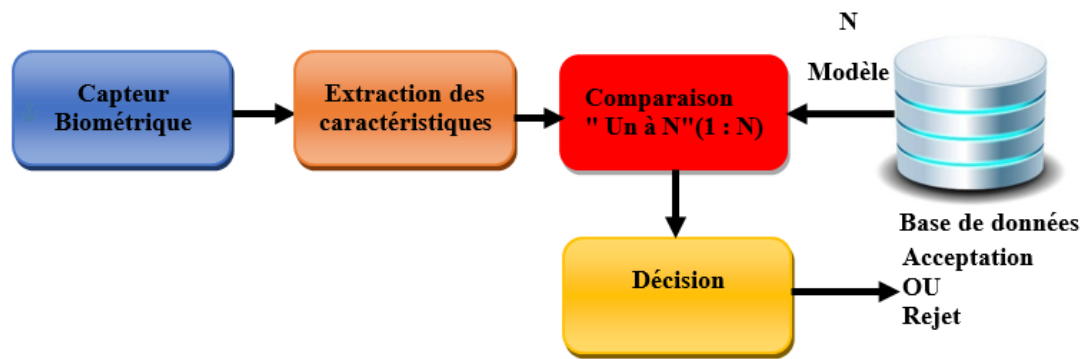 Capteur
Biométrique
Extraction des
caractéristiques
Comparaison
" Un à N"(1 : N)
N
Modèle
Base de données
Décision
Acceptation
OU
Rejet